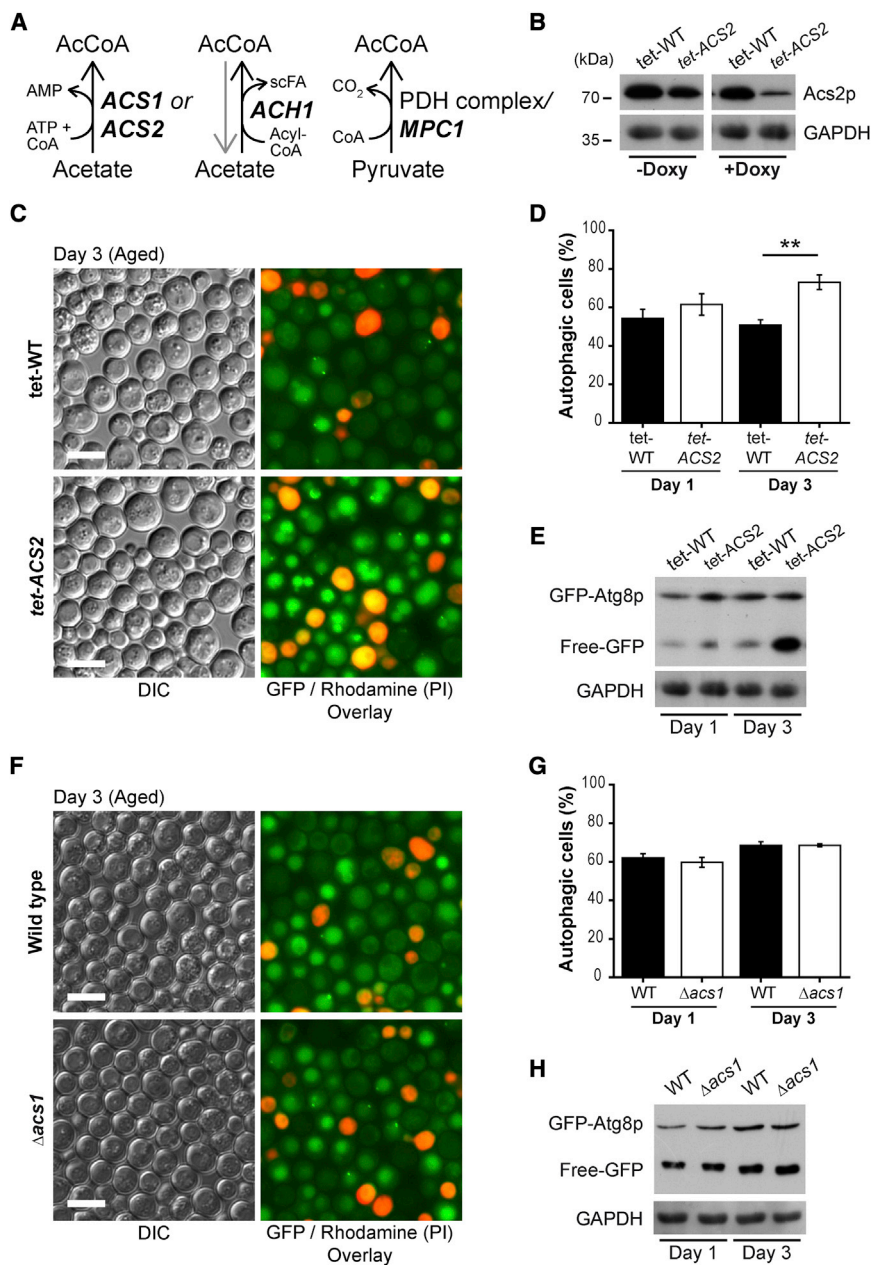 A
AcCoA
AMP
ATP +
CoA
ACS1 or
ACS2
Acetate
AcCoA
scFA
ACH1
Acyl-
CoA
Acetate
AcCoA
CO2
CoA
PDH complex/
MPC1
Pyruvate
B
(kDa)
tet-WT
tet-ACS2
tet-WT
tet-ACS2
70
Acs2p
35
GAPDH
-Doxy
+Doxy
C
Day 3 (Aged)
tet-WT
tet-ACS2
DIC
GFP / Rhodamine (PI)
Overlay
D
Autophagic cells (%)
100
80
60
40
20
0
**
tet-
WT
tet-
ACS2
tet-
WT
tet-
ACS2
Day 1
Day 3
E
tet-WT
tet-ACS2
tet-WT
tet-ACS2
GFP-Atg8p
Free-GFP
GAPDH
Day 1
Day 3
F
Day 3 (Aged)
Wild type
Δacs1
DIC
GFP / Rhodamine (PI)
Overlay
G
Autophagic cells (%)
100
80
60
40
20
0
WT
Δacs1
WT
Δacs1
Day 1
Day 3
H
WT
Δacs1
WT
Δacs1
GFP-Atg8p
Free-GFP
GAPDH
Day 1
Day 3